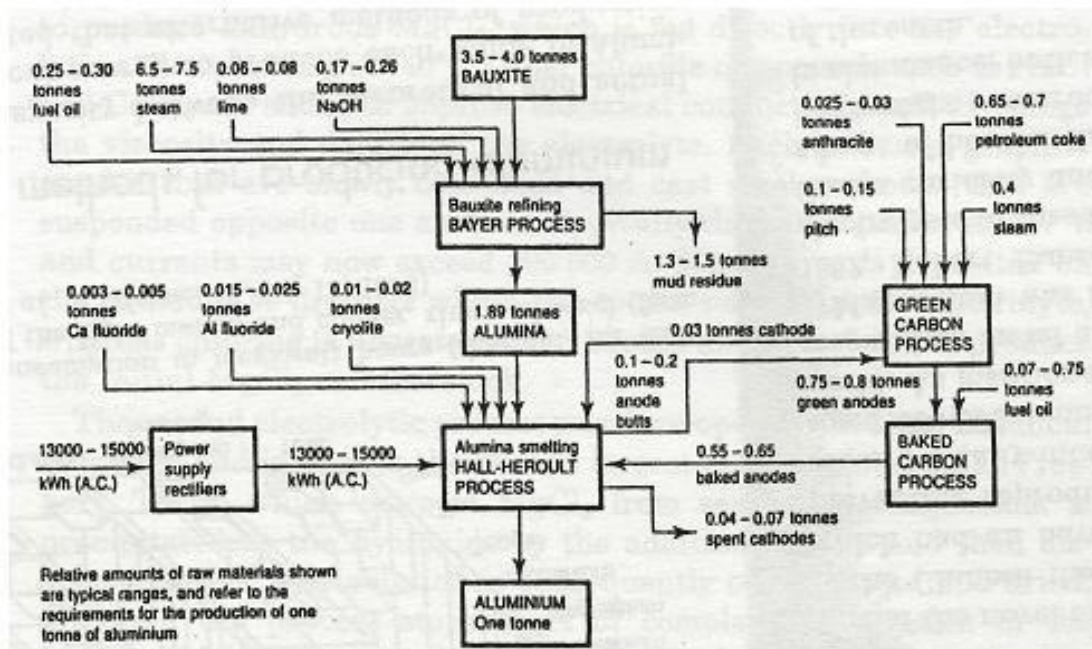 3.5 – 4.0 tonnes
BAUXITE
0.25 – 0.30
tonnes
fuel oil
6.5 – 7.5
tonnes
steam
0.06 – 0.08
tonnes
lime
0.17 – 0.26
tonnes
NaOH
0.025 – 0.03
tonnes
anthracite
0.65 – 0.7
tonnes
petroleum coke
Bauxite refining
BAYER PROCESS
0.1 – 0.15
tonnes
pitch
0.4
tonnes
steam
1.3 – 1.5 tonnes
mud residue
0.003 – 0.005
tonnes
Ca fluoride
0.015 – 0.025
tonnes
Al fluoride
0.01 – 0.02
tonnes
cryolite
1.89 tonnes
ALUMINA
0.03 tonnes cathode
GREEN
CARBON
PROCESS
0.1 – 0.2
tonnes
anode
butts
0.75 – 0.8 tonnes
green anodes
0.07 – 0.75
tonnes
fuel oil
13000 – 15000
kWh (A.C.)
Power
supply
rectifiers
13000 – 15000
kWh (A.C.)
Alumina smelting
HALL-HEROULT
PROCESS
0.55 – 0.65
baked anodes
BAKED
CARBON
PROCESS
0.04 – 0.07 tonnes
spent cathodes
Relative amounts of raw materials shown
are typical ranges, and refer to the
requirements for the production of one
tonne of aluminium
ALUMINIUM
One tonne